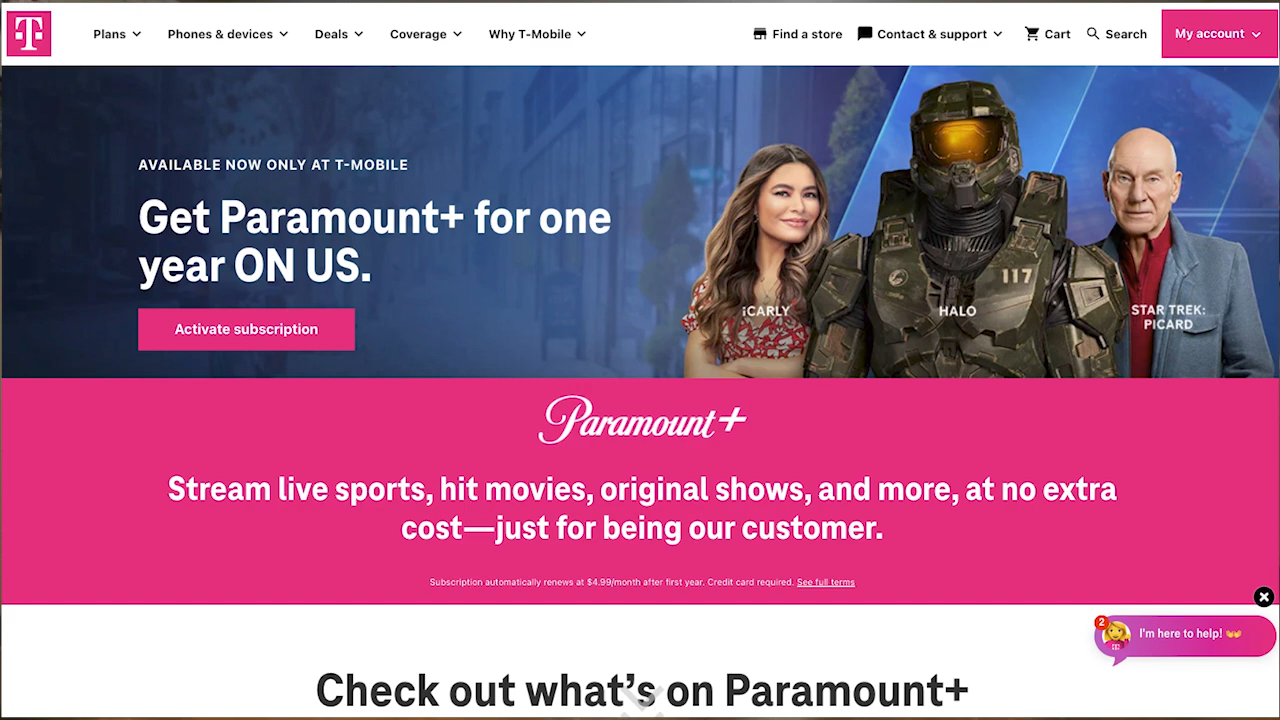 T
Plans
Phones & devices
Deals
Coverage
Why T-Mobile
Find a store
Contact & support
Cart
Search
My account
AVAILABLE NOW ONLY AT T-MOBILE
Get Paramount+ for one
year ON US.
Activate subscription
117
iCARLY
HALO
STAR TREK:
PICARD
Paramount+
Stream live sports, hit movies, original shows, and more, at no extra
cost—just for being our customer.
Subscription automatically renews at $4.99/month after first year. Credit card required. See full terms
2
T
I'm here to help! 👐
Check out what's on Paramount+